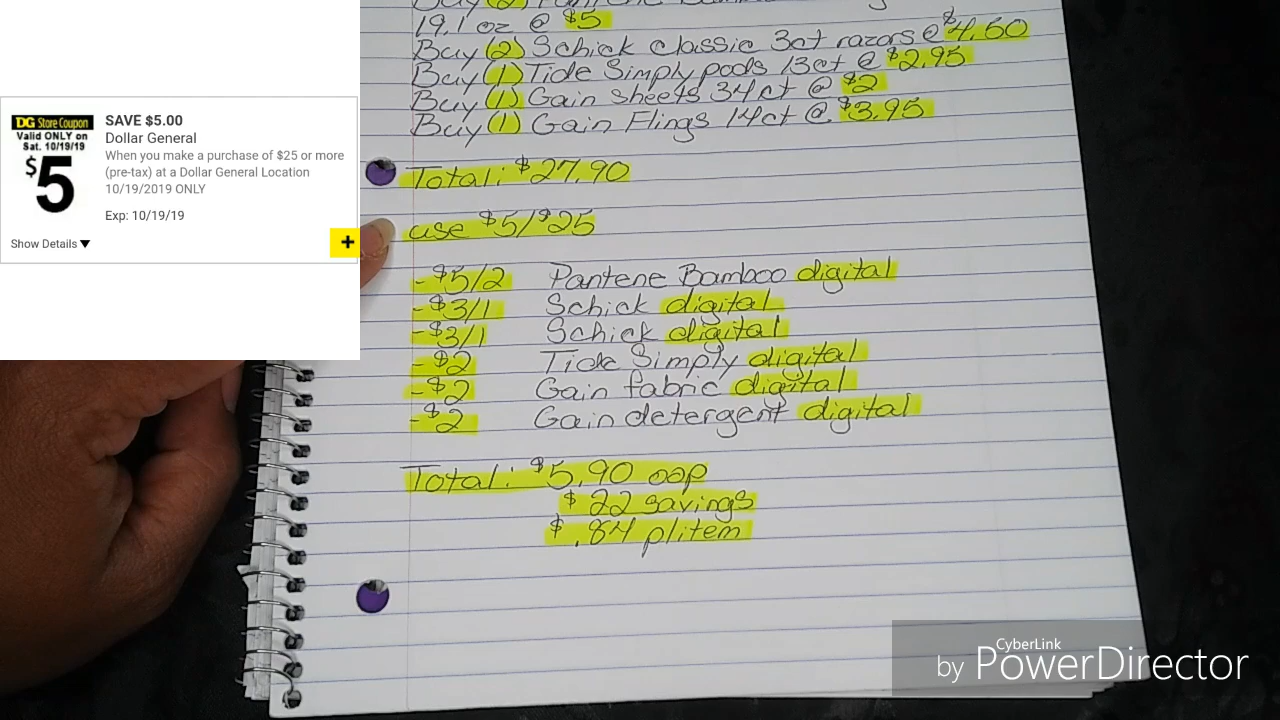 DG Store Coupon
Valid ONLY on
Sat. 10/19/19
$5
SAVE $5.00
Dollar General
When you make a purchase of $25 or more
(pre-tax) at a Dollar General Location
10/19/2019 ONLY
Exp: 10/19/19
Show Details
+
19.1 oz @ $5
Buy (2) Schick classic 3ct razors @ $4.50
Buy (1) Tide Simply pods 13ct @ $2.95
Buy (1) Gain sheets 34ct @ $2
Buy (1) Gain Flings 14ct @ $3.95
Total: $27.90
use $5/$25
-$5/2 Pantene Bamboo digital
-$3/1 Schick digital
-$3/1 Schick digital
-$2 Tide Simply digital
-$2 Gain fabric digital
-$2 Gain detergent digital
Total: $5.90 oop
$22 savings
$.84 p/item
CyberLink
by PowerDirector